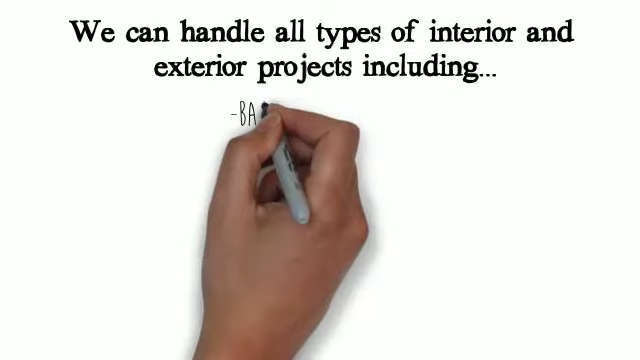 We can handle all types of interior and
exterior projects including...
-BA